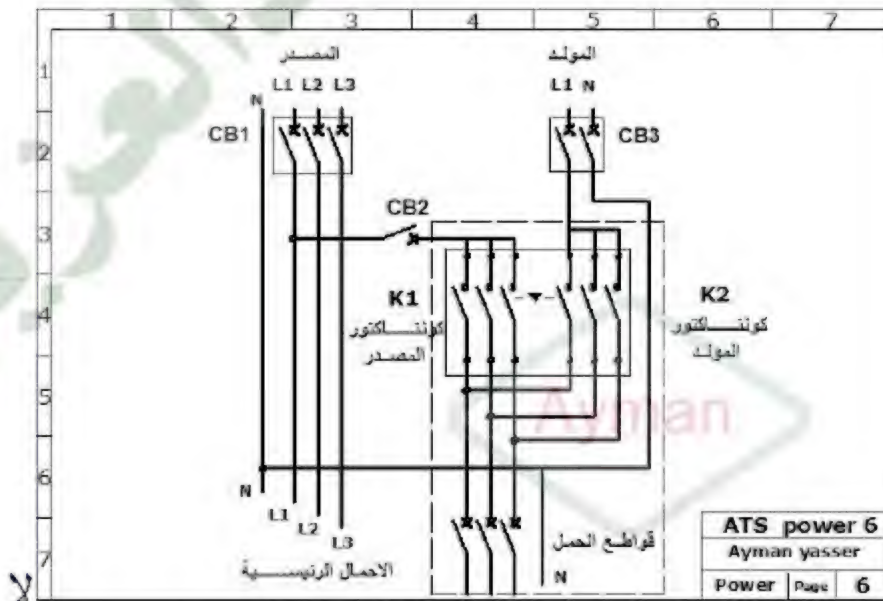 1 2 3 4 5 6 7
المصدر
المولد
L1 L2 L3
L1 N
N
1
CB1
CB3
2
CB2
3
K1
K2
كونتاكتور
المصدر
كونتاكتور
المولد
4
5
Ayman
6
N
L1
L2
L3
قواطع الحمل
N
7
الاحمال الرئيسية
ATS power 6
Ayman yasser
Power Page 6